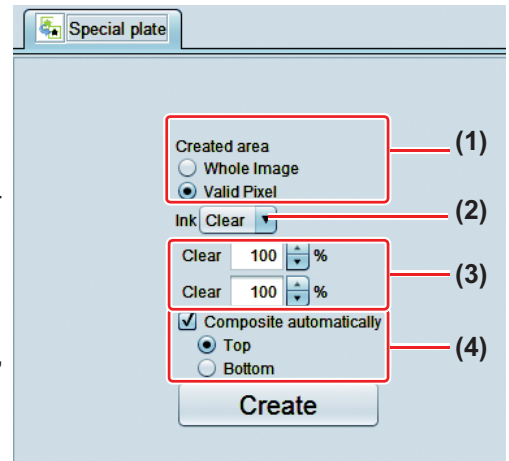 Special plate
Created area
(1)
Whole Image
Valid Pixel
Ink Clear
(2)
Clear 100 %
(3)
Clear 100 %
Composite automatically
Top
(4)
Bottom
Create